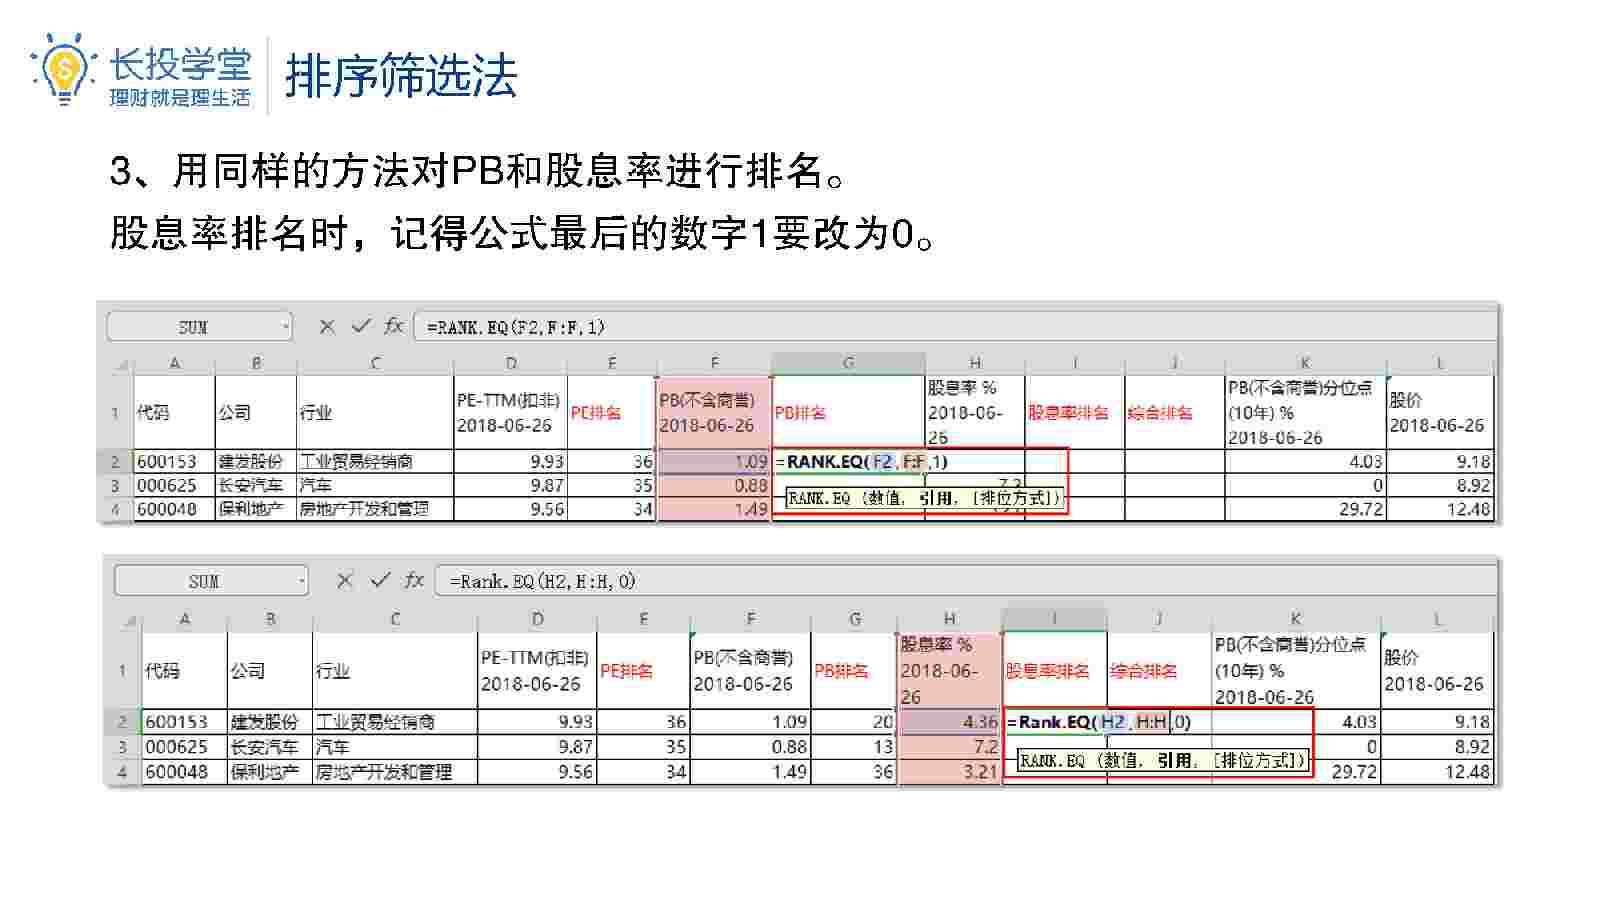 长投学堂
理财就是理生活
排序筛选法
3、用同样的方法对PB和股息率进行排名。
股息率排名时，记得公式最后的数字1要改为0。
SUM fx =RANK.EQ(F2,F:F,1)
A B C D E F G H I J K L
1 代码 公司 行业 PE-TTM(扣非) 2018-06-26 PE排名 PB(不含商誉) 2018-06-26 PB排名 股息率 % 2018-06-26 股息率排名 综合排名 PB(不含商誉)分位点(10年) % 2018-06-26 股价 2018-06-26
2 600153 建发股份 工业贸易经销商 9.93 36 1.09 =RANK.EQ(F2,F:F,1) 4.03 9.18
3 000625 长安汽车 汽车 9.87 35 0.88 0 8.92
RANK.EQ (数值, 引用, [排位方式])
4 600048 保利地产 房地产开发和管理 9.56 34 1.49 29.72 12.48
SUM fx =Rank.EQ(H2,H:H,0)
A B C D E F G H I J K L
1 代码 公司 行业 PE-TTM(扣非) 2018-06-26 PE排名 PB(不含商誉) 2018-06-26 PB排名 股息率 % 2018-06-26 股息率排名 综合排名 PB(不含商誉)分位点(10年) % 2018-06-26 股价 2018-06-26
2 600153 建发股份 工业贸易经销商 9.93 36 1.09 20 4.36 =Rank.EQ(H2,H:H,0) 4.03 9.18
3 000625 长安汽车 汽车 9.87 35 0.88 13 7.2 0 8.92
RANK.EQ (数值, 引用, [排位方式])
4 600048 保利地产 房地产开发和管理 9.56 34 1.49 36 3.21 29.72 12.48